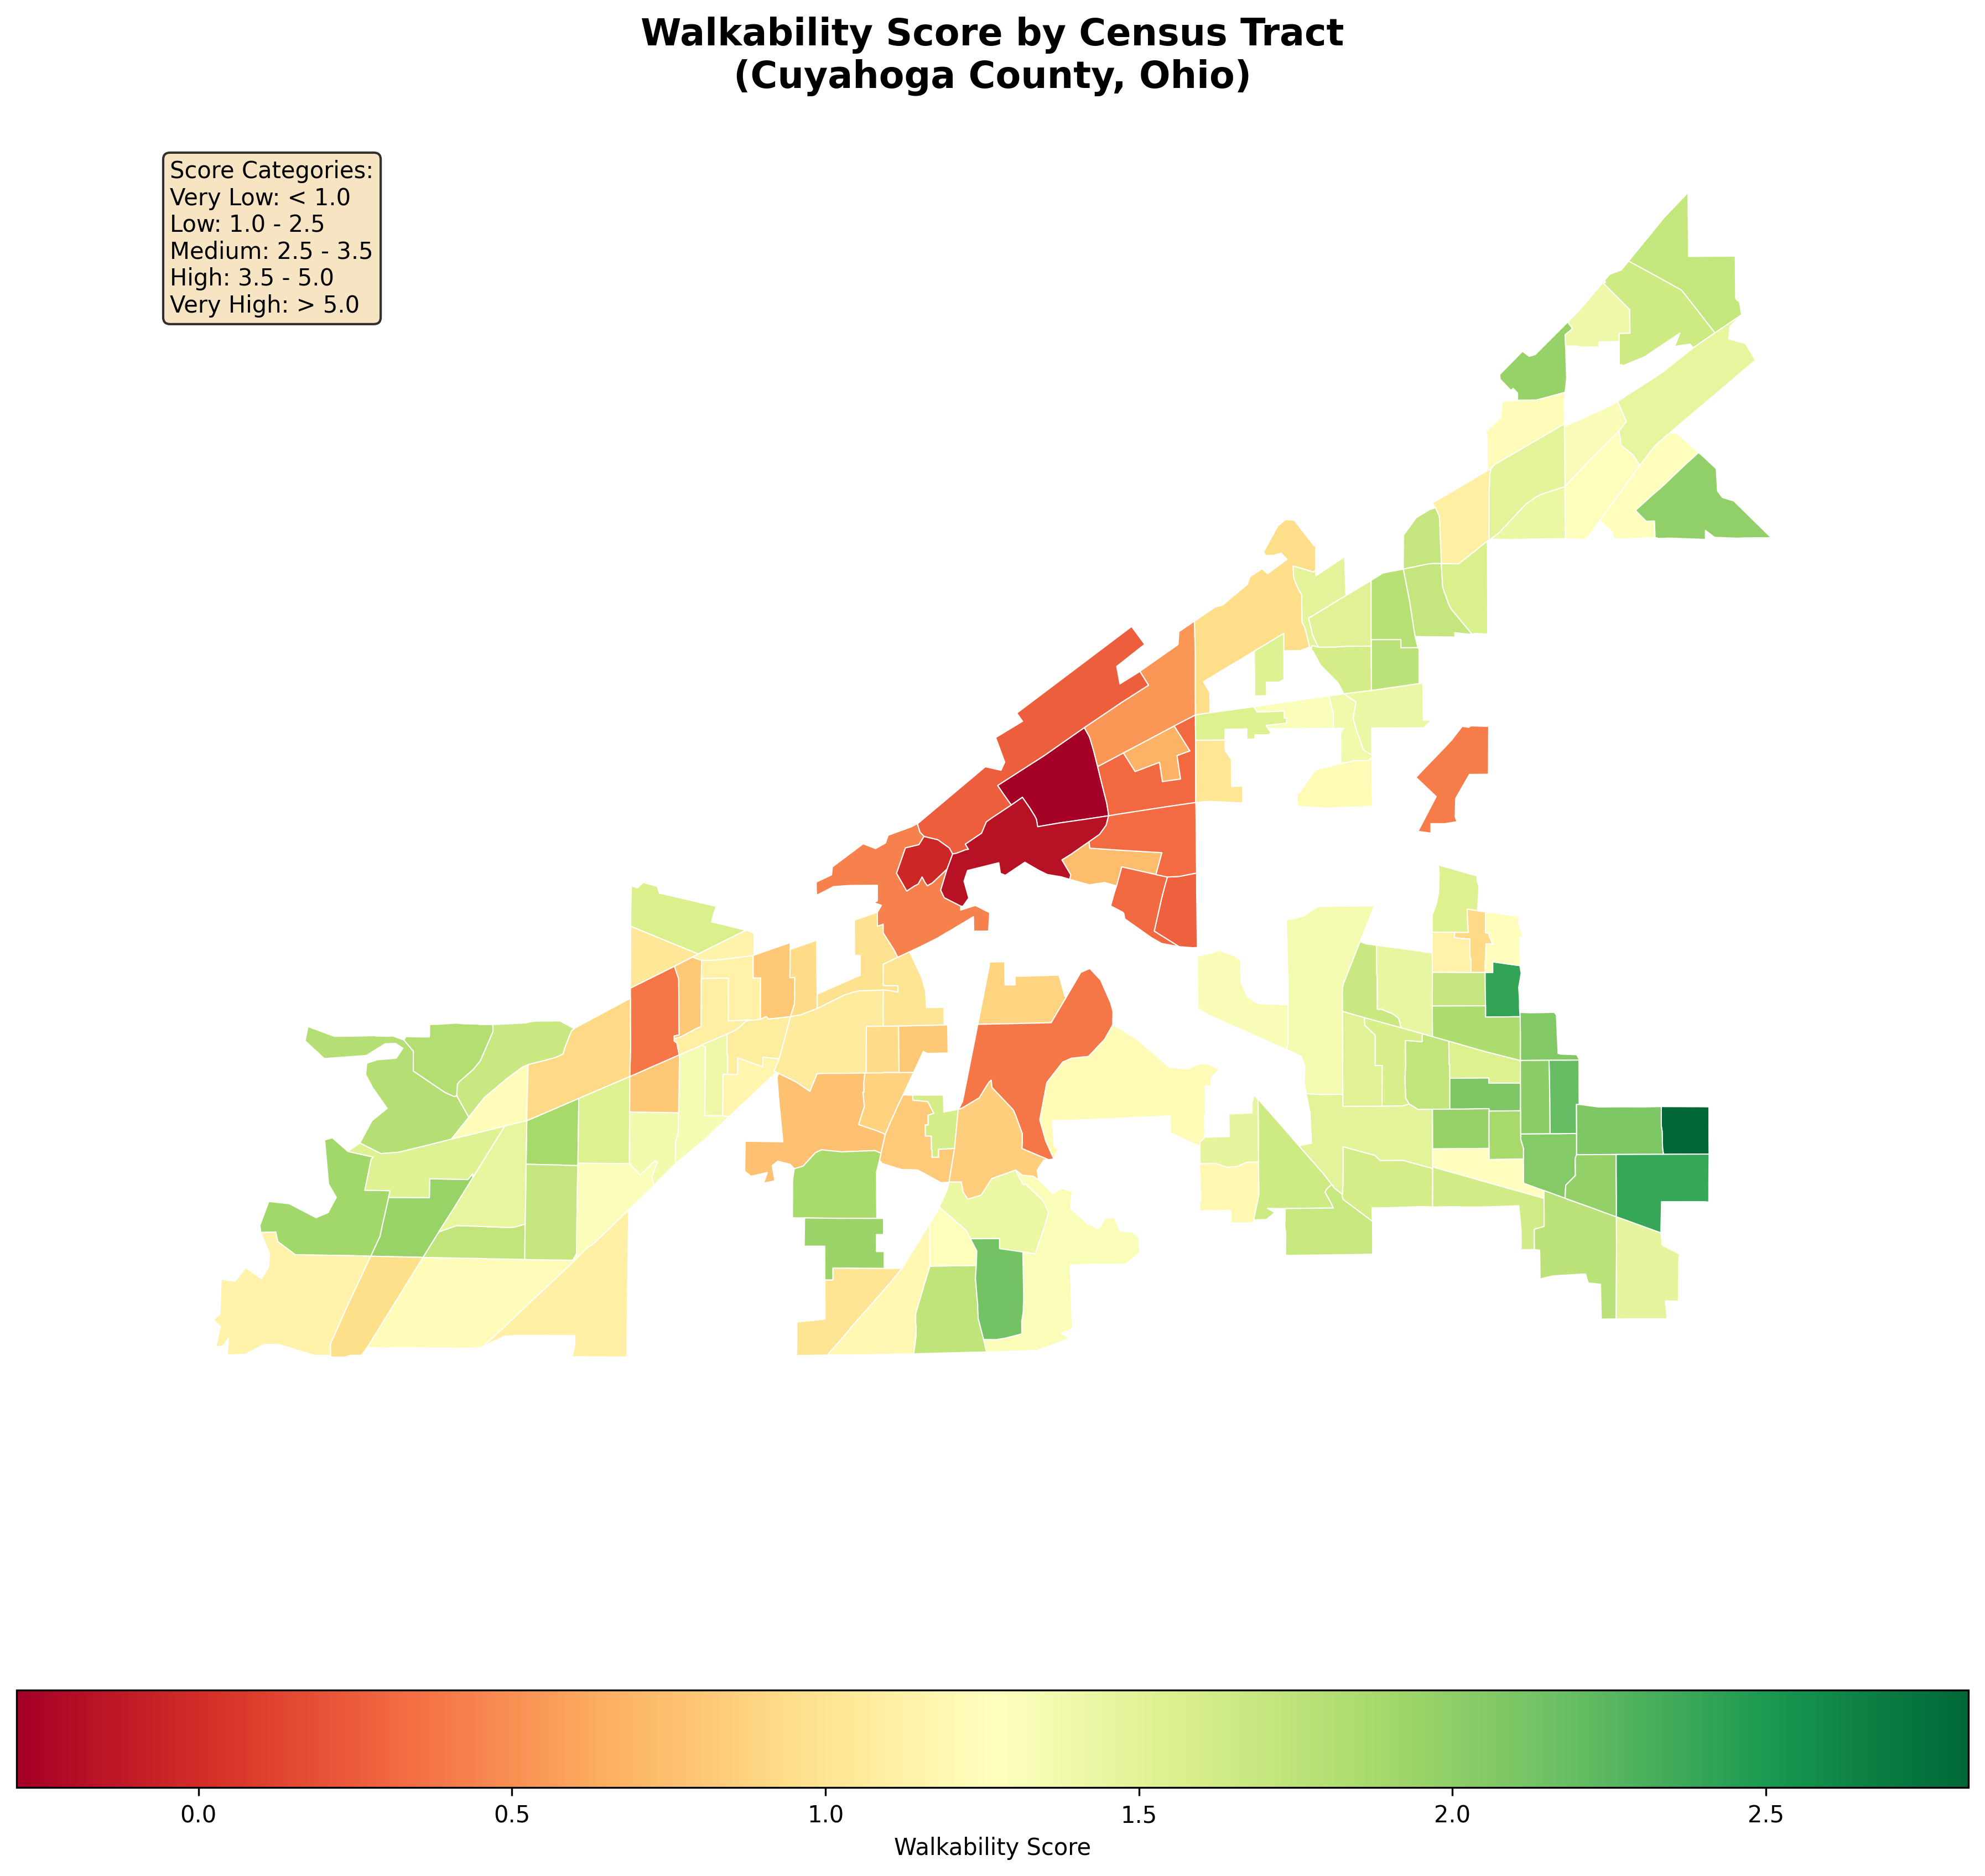 Walkability Score by Census Tract
(Cuyahoga County, Ohio)
Score Categories:
Very Low: < 1.0
Low: 1.0 - 2.5
Medium: 2.5 - 3.5
High: 3.5 - 5.0
Very High: > 5.0
0.0 0.5 1.0 1.5 2.0 2.5
Walkability Score